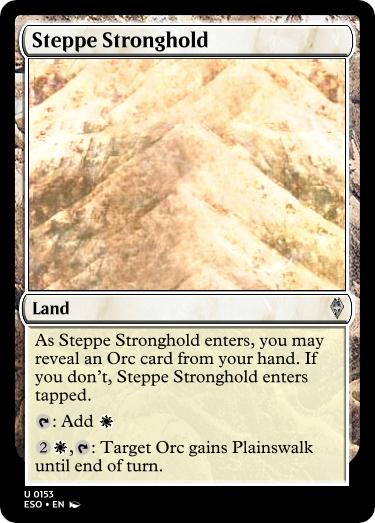 Steppe Stronghold
Land
As Steppe Stronghold enters, you may
reveal an Orc card from your hand. If
you don't, Steppe Stronghold enters
tapped.
: Add
2 , : Target Orc gains Plainswalk
until end of turn.
U 0153
ESO • EN